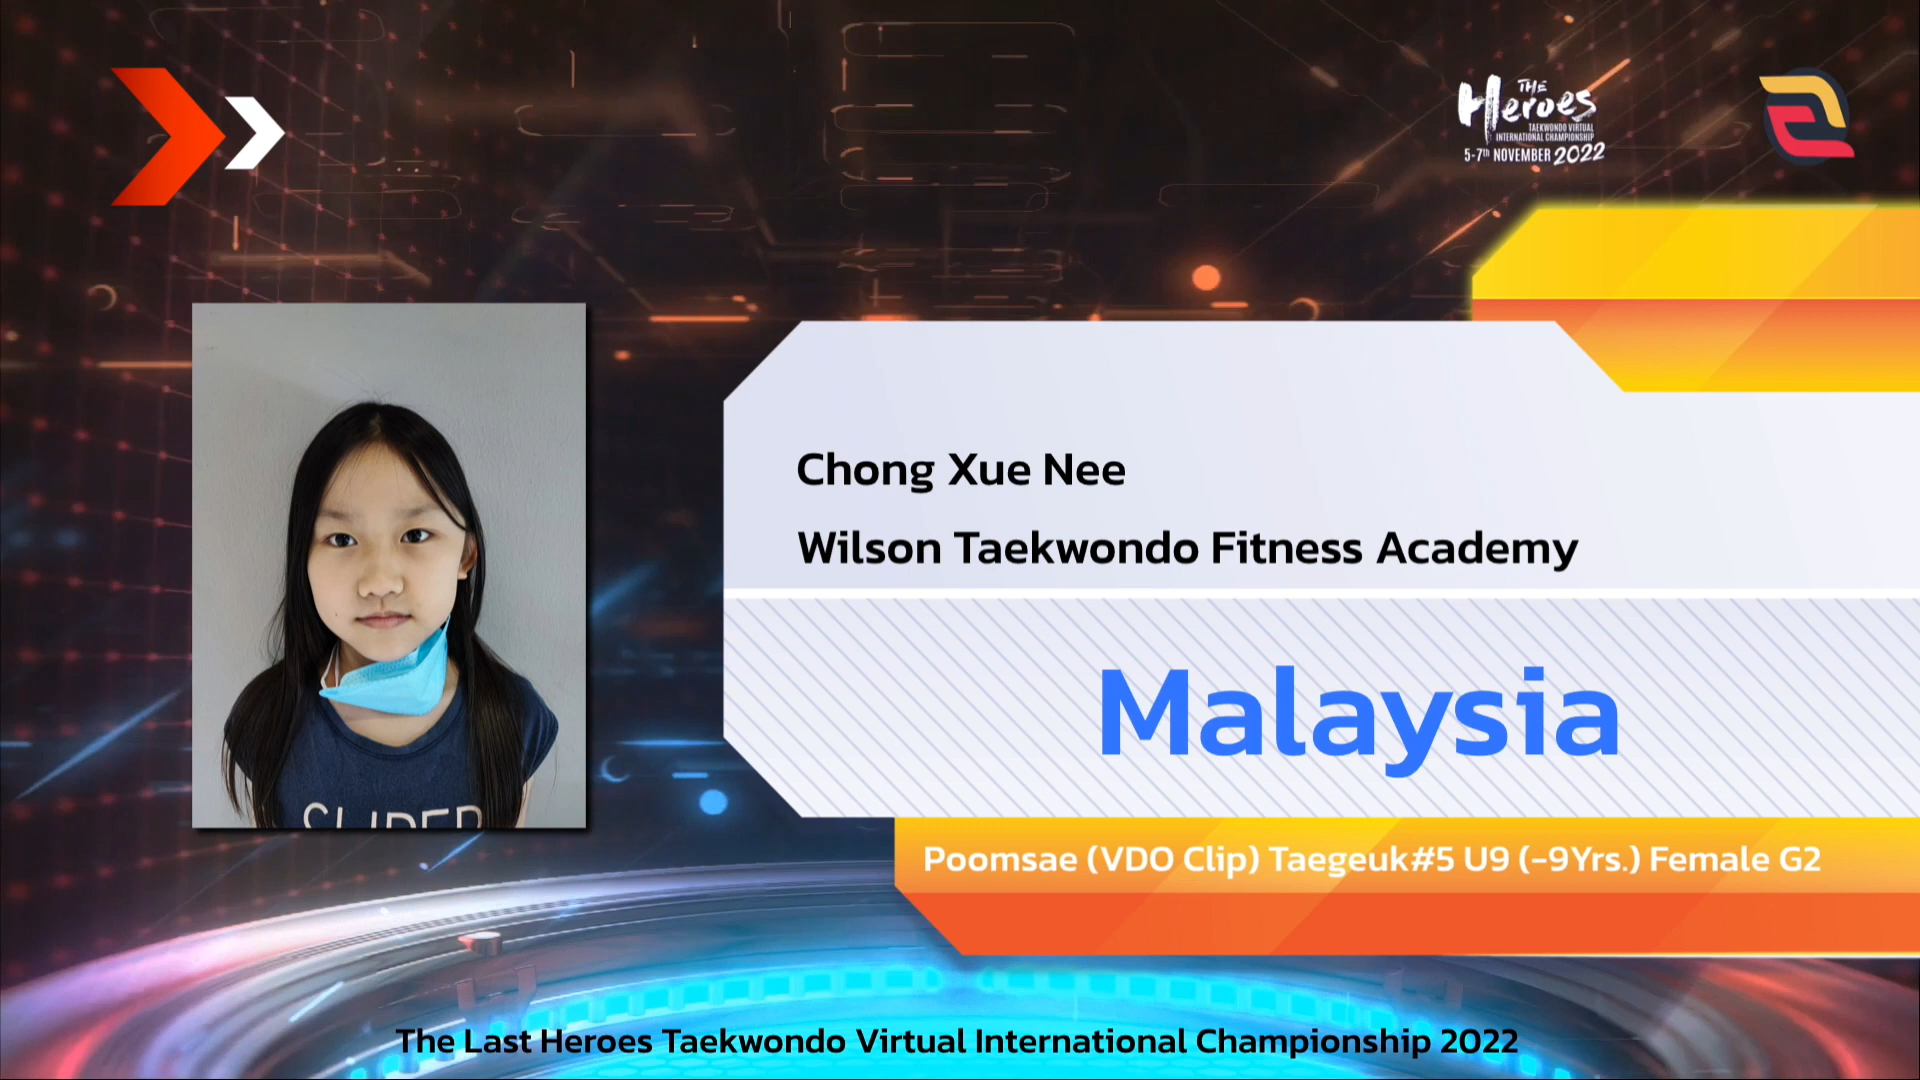 THE
Heroes
TAEKWONDO VIRTUAL
INTERNATIONAL CHAMPIONSHIP
5-7th NOVEMBER 2022
Chong Xue Nee
Wilson Taekwondo Fitness Academy
Malaysia
Poomsae (VDO Clip) Taegeuk#5 U9 (-9Yrs.) Female G2
The Last Heroes Taekwondo Virtual International Championship 2022